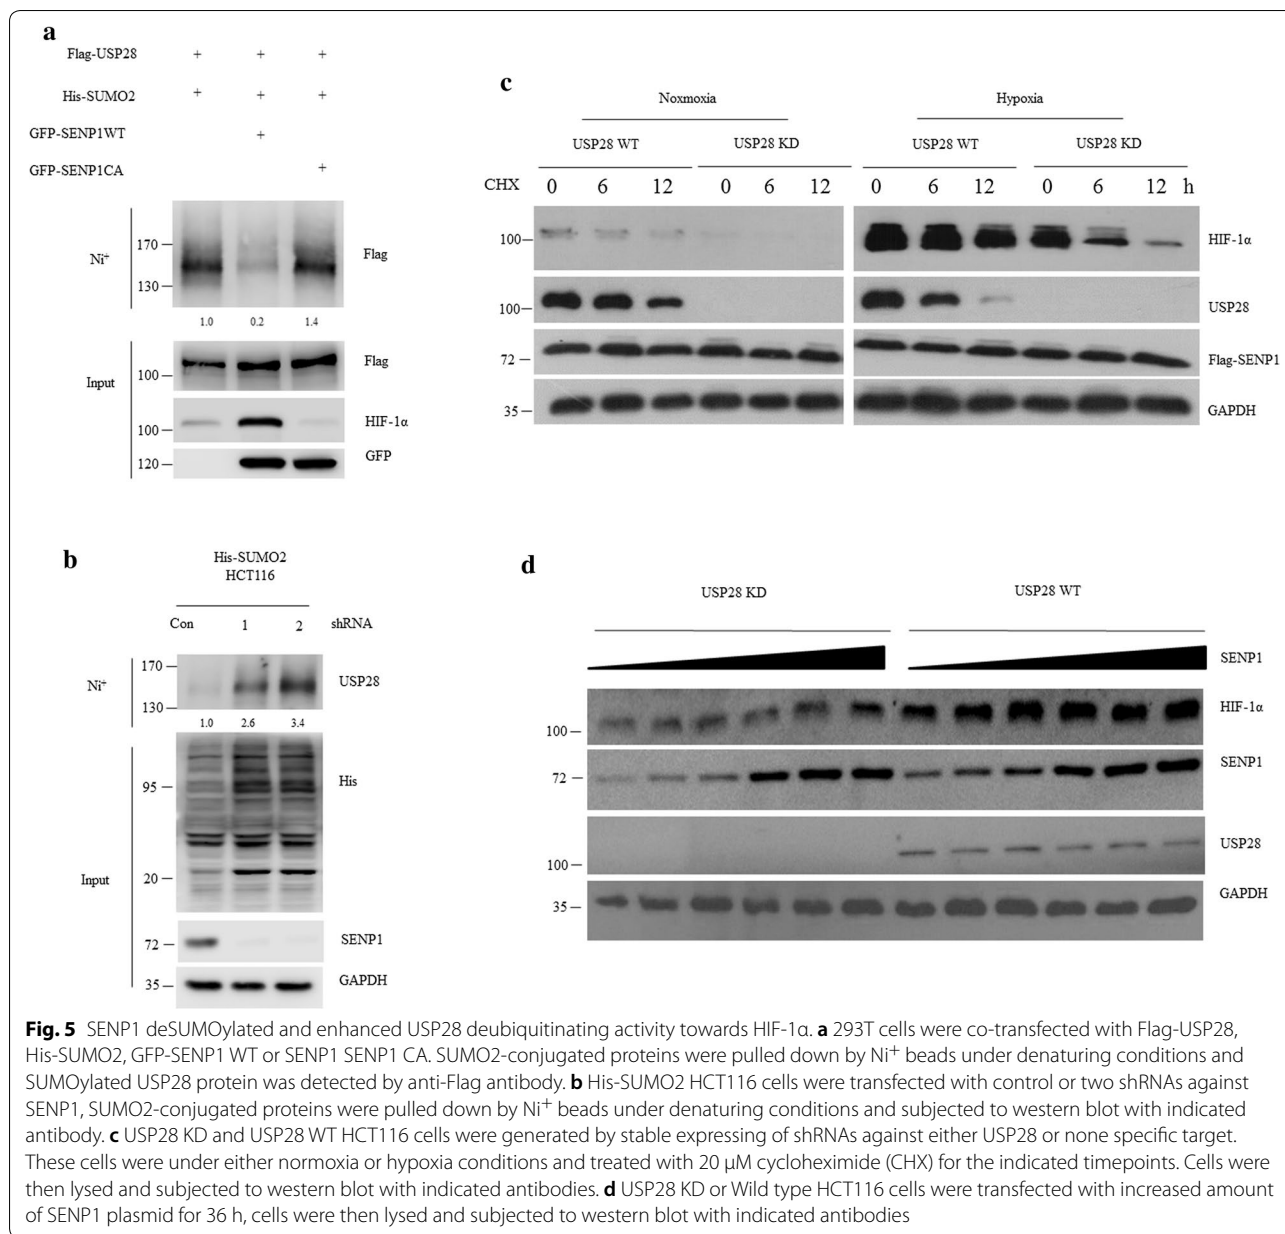 a
Flag-USP28 + + +
His-SUMO2 + + +
GFP-SENP1WT +
GFP-SENP1CA +
Ni+
170
130
Flag
1.0 0.2 1.4
Input
Flag
100
HIF-1α
100
GFP
120
b
His-SUMO2
HCT116
Con 1 2 shRNA
Ni+
170
130
USP28
1.0 2.6 3.4
Input
His
95
20
SENP1
72
GAPDH
35
c
Noxmoxia Hypoxia
USP28 WT USP28 KD USP28 WT USP28 KD
CHX 0 6 12 0 6 12 0 6 12 0 6 12 h
100 HIF-1α
100 USP28
72 Flag-SENP1
35 GAPDH
d
USP28 KD USP28 WT
SENP1
HIF-1α
100
SENP1
72
USP28
100
GAPDH
35
Fig. 5 SENP1 deSUMOylated and enhanced USP28 deubiquitinating activity towards HIF-1α. a 293T cells were co-transfected with Flag-USP28,
His-SUMO2, GFP-SENP1 WT or SENP1 SENP1 CA. SUMO2-conjugated proteins were pulled down by Ni+ beads under denaturing conditions and
SUMOylated USP28 protein was detected by anti-Flag antibody. b His-SUMO2 HCT116 cells were transfected with control or two shRNAs against
SENP1, SUMO2-conjugated proteins were pulled down by Ni+ beads under denaturing conditions and subjected to western blot with indicated
antibody. c USP28 KD and USP28 WT HCT116 cells were generated by stable expressing of shRNAs against either USP28 or none specific target.
These cells were under either normoxia or hypoxia conditions and treated with 20 μM cycloheximide (CHX) for the indicated timepoints. Cells were
then lysed and subjected to western blot with indicated antibodies. d USP28 KD or Wild type HCT116 cells were transfected with increased amount
of SENP1 plasmid for 36 h, cells were then lysed and subjected to western blot with indicated antibodies